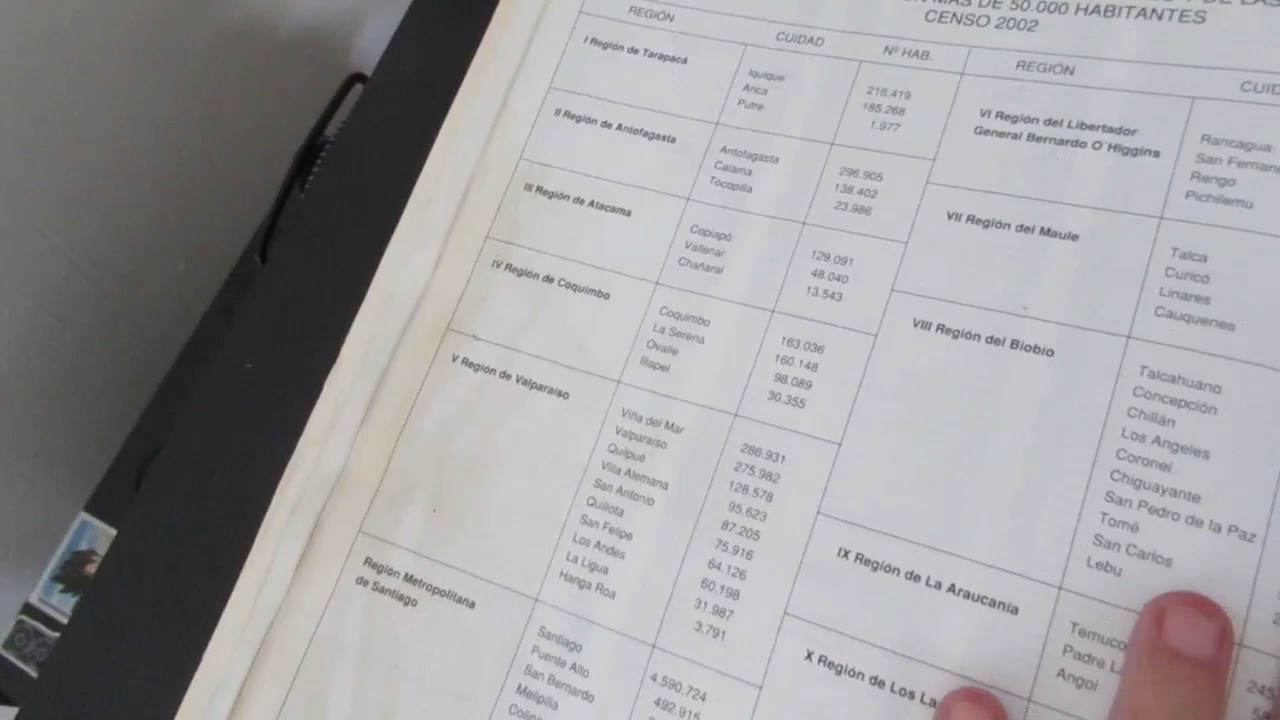 MAS DE 50.000 HABITANTES
CENSO 2002
REGIÓN CUIDAD Nº HAB.
I Región de Tarapacá
Iquique 216.419
Arica 185.268
Putre 1.977
II Región de Antofagasta
Antofagasta 296.905
Calama 138.402
Tocopilla 23.986
III Región de Atacama
Copiapó 129.091
Vallenar 48.040
Chañaral 13.543
IV Región de Coquimbo
Coquimbo 163.036
La Serena 160.148
Ovalle 98.089
Illapel 30.355
V Región de Valparaíso
Viña del Mar 286.931
Valparaíso 275.982
Quilpué 128.578
Villa Alemana 95.623
San Antonio 87.205
Quillota 75.916
San Felipe 64.126
Los Andes 60.198
La Ligua 31.987
Hanga Roa 3.791
Región Metropolitana
de Santiago
Santiago 4.590.724
Puente Alto 492.915
San Bernardo
Melipilla
REGIÓN
VI Región del Libertador
General Bernardo O´Higgins
Rancagua
San
Rengo
Pichilemu
VII Región del Maule
Talca
Curicó
Linares
Cauquenes
VIII Región del Biobío
Talcahuano
Concepción
Chillán
Los Angeles
Coronel
Chiguayante
San Pedro de la Paz
Tomé
San Carlos
Lebu
IX Región de La Araucanía
Temuco
Padre
Angol
X Región de Los